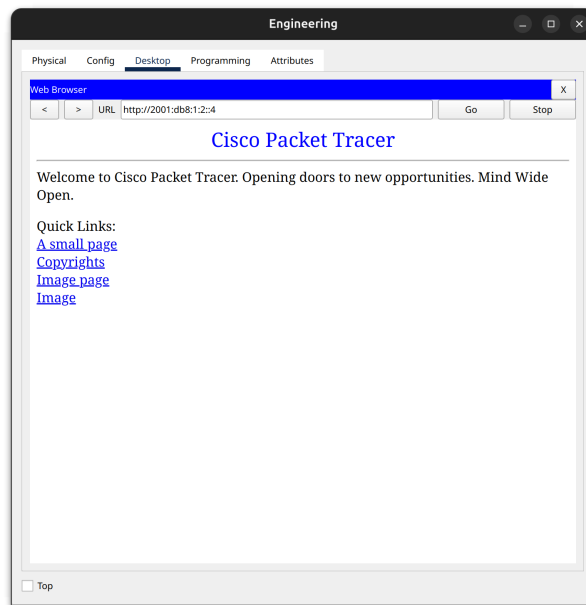 Engineering
Physical Config Desktop Programming Attributes
Web Browser X
< > URL http://2001:db8:1:2::4 Go Stop
Cisco Packet Tracer
Welcome to Cisco Packet Tracer. Opening doors to new opportunities. Mind Wide
Open.
Quick Links:
A small page
Copyrights
Image page
Image
Top